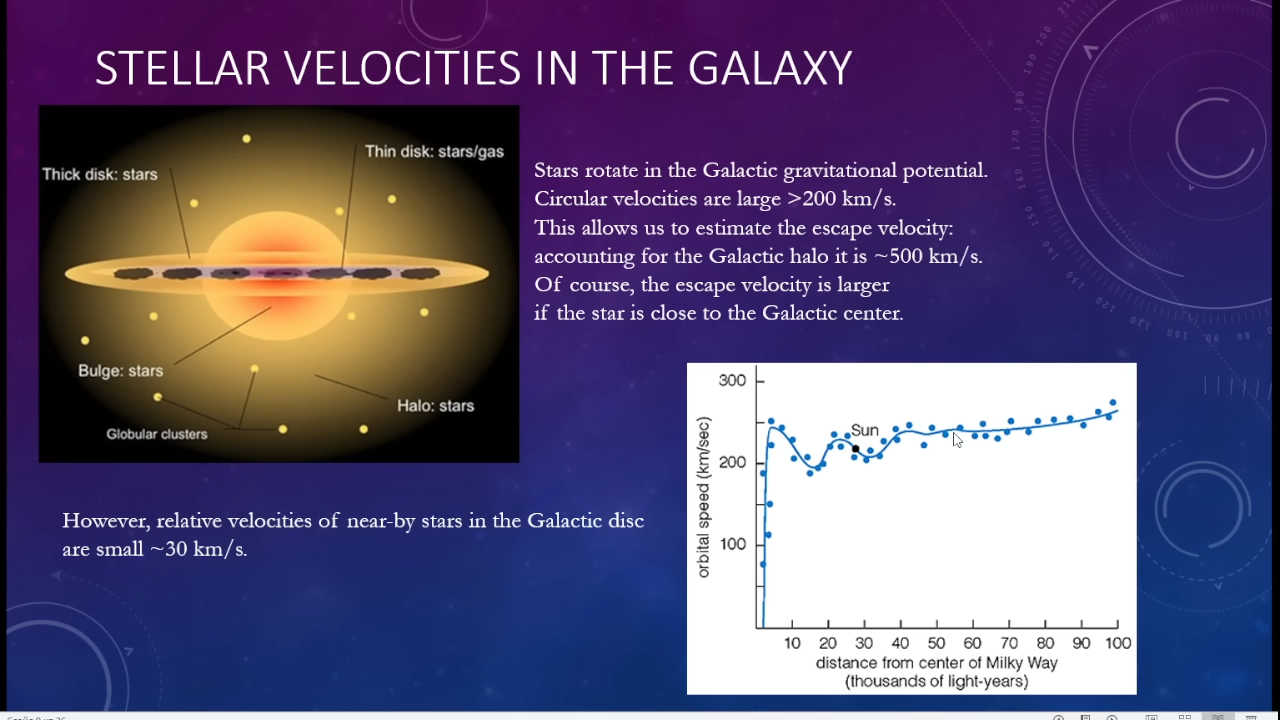 STELLAR VELOCITIES IN THE GALAXY
Thin disk: stars/gas
Thick disk: stars
Bulge: stars
Halo: stars
Globular clusters
Stars rotate in the Galactic gravitational potential.
Circular velocities are large >200 km/s.
This allows us to estimate the escape velocity:
accounting for the Galactic halo it is ~500 km/s.
Of course, the escape velocity is larger
if the star is close to the Galactic center.
However, relative velocities of near-by stars in the Galactic disc
are small ~30 km/s.
300
200
100
orbital speed (km/sec)
Sun
10 20 30 40 50 60 70 80 90 100
distance from center of Milky Way
(thousands of light-years)